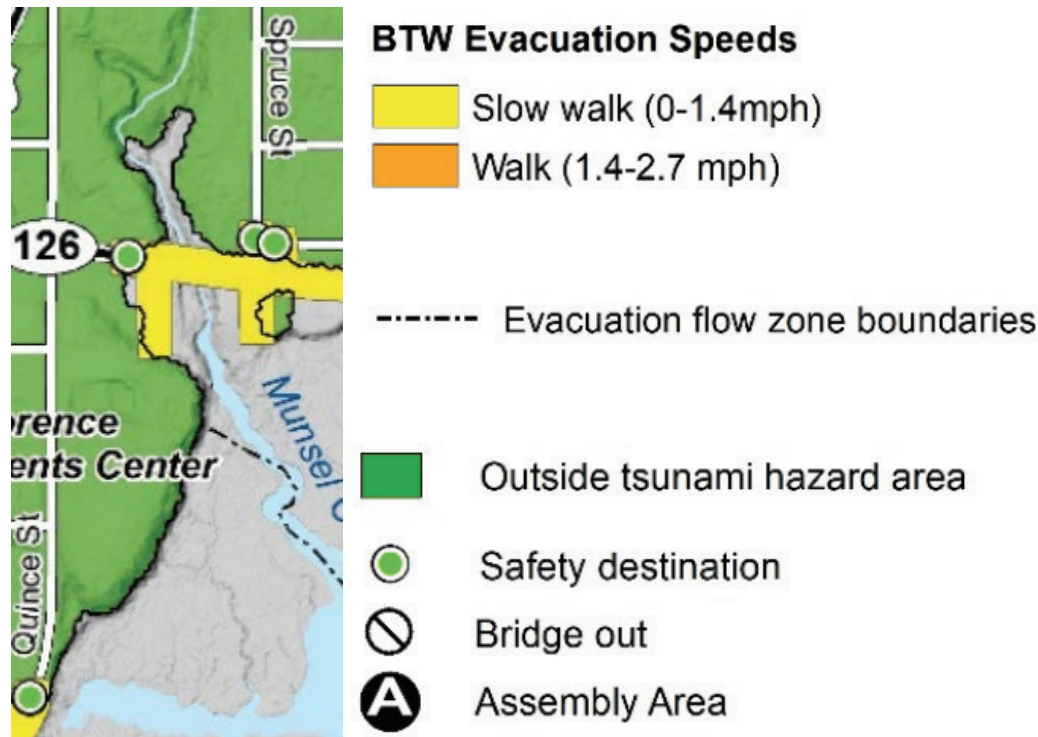 Spruce St
126
Munsel C
orence
ents Center
Quince St
BTW Evacuation Speeds
Slow walk (0-1.4mph)
Walk (1.4-2.7 mph)
Evacuation flow zone boundaries
Outside tsunami hazard area
Safety destination
Bridge out
A Assembly Area